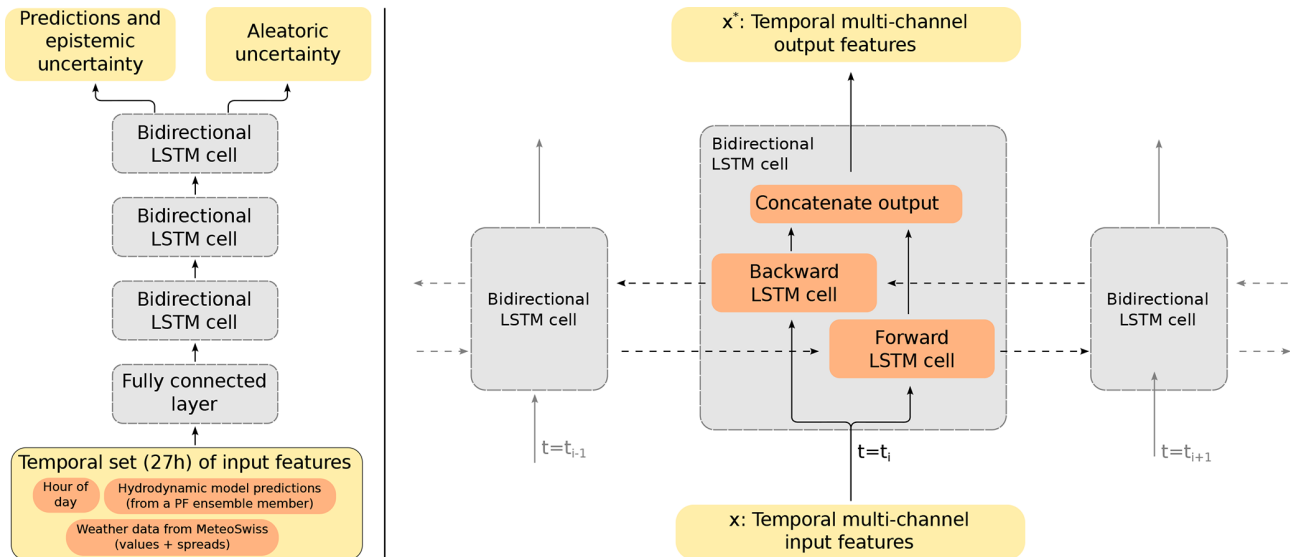 Predictions and
epistemic
uncertainty
Aleatoric
uncertainty
Bidirectional
LSTM cell
Bidirectional
LSTM cell
Bidirectional
LSTM cell
Fully connected
layer
Temporal set (27h) of input features
Hour of
day
Hydrodynamic model predictions
(from a PF ensemble member)
Weather data from MeteoSwiss
(values + spreads)
x*: Temporal multi-channel
output features
Bidirectional
LSTM cell
Concatenate output
Backward
LSTM cell
Forward
LSTM cell
Bidirectional
LSTM cell
Bidirectional
LSTM cell
t=ti-1
t=ti
t=ti+1
x: Temporal multi-channel
input features